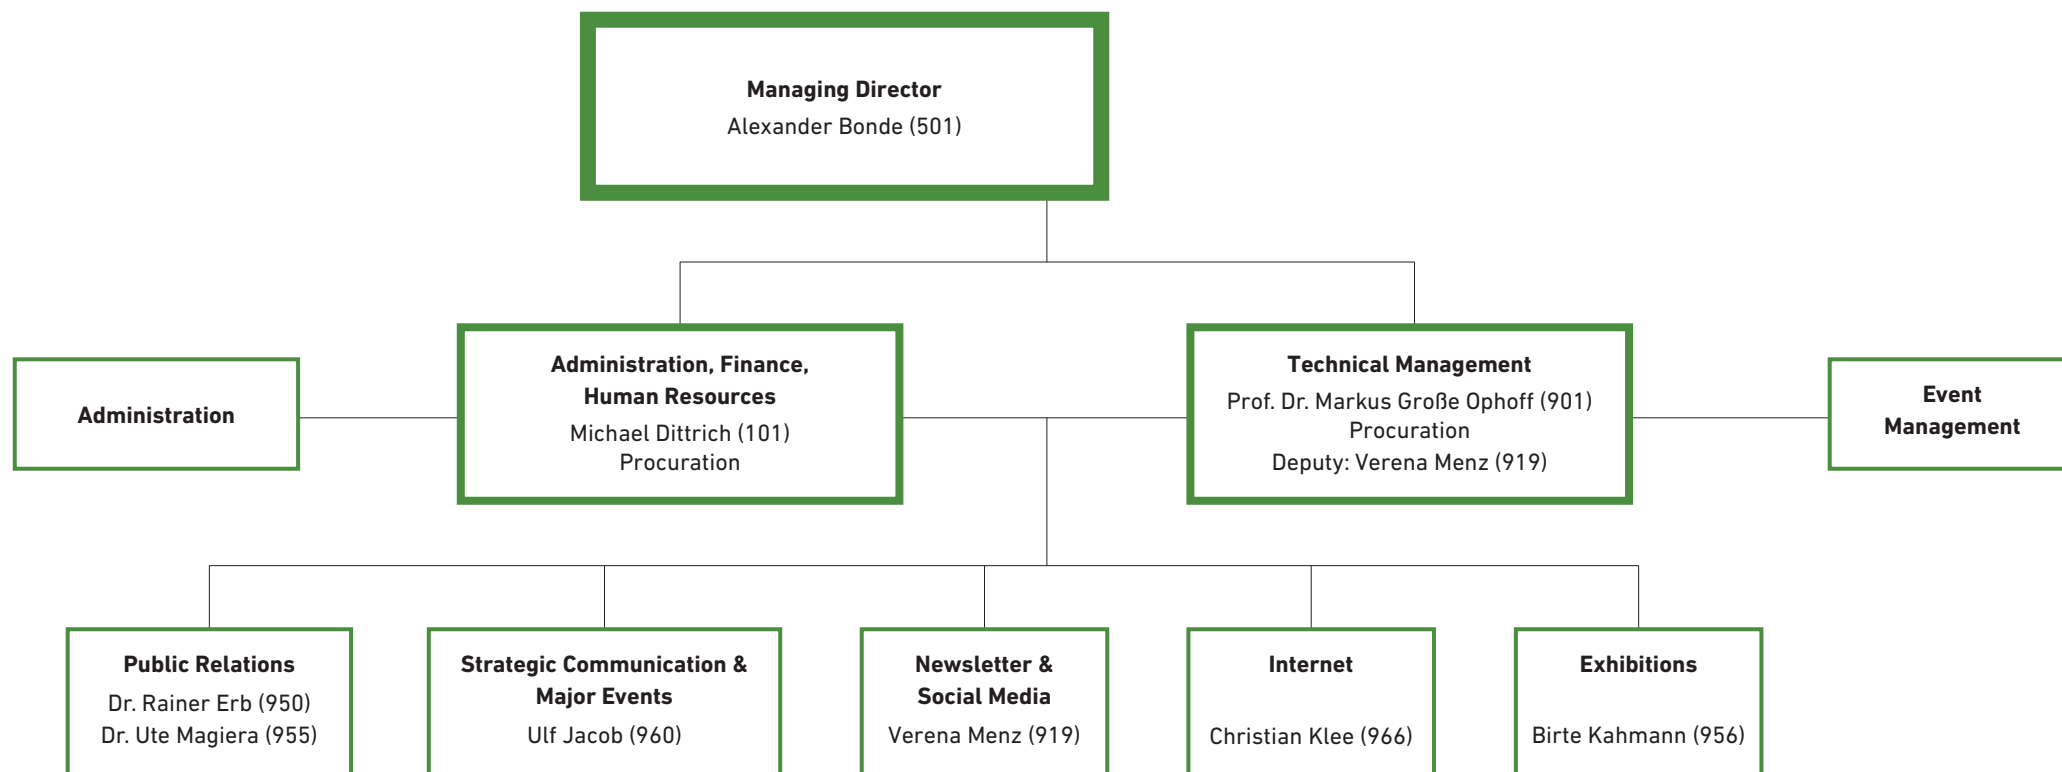 Managing Director
Alexander Bonde (501)
Administration
Administration, Finance,
Human Resources
Michael Dittrich (101)
Procuration
Technical Management
Prof. Dr. Markus Große Ophoff (901)
Procuration
Deputy: Verena Menz (919)
Event
Management
Public Relations
Dr. Rainer Erb (950)
Dr. Ute Magiera (955)
Strategic Communication &
Major Events
Ulf Jacob (960)
Newsletter &
Social Media
Verena Menz (919)
Internet
Christian Klee (966)
Exhibitions
Birte Kahmann (956)